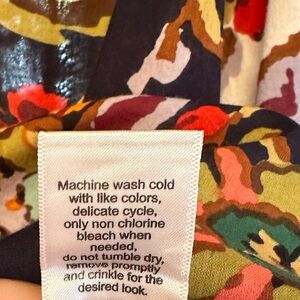 Machine wash cold
with like colors,
delicate cycle,
only non chlorine
bleach when
needed,
do not tumble dry,
remove promptly
and crinkle for the
desired look.